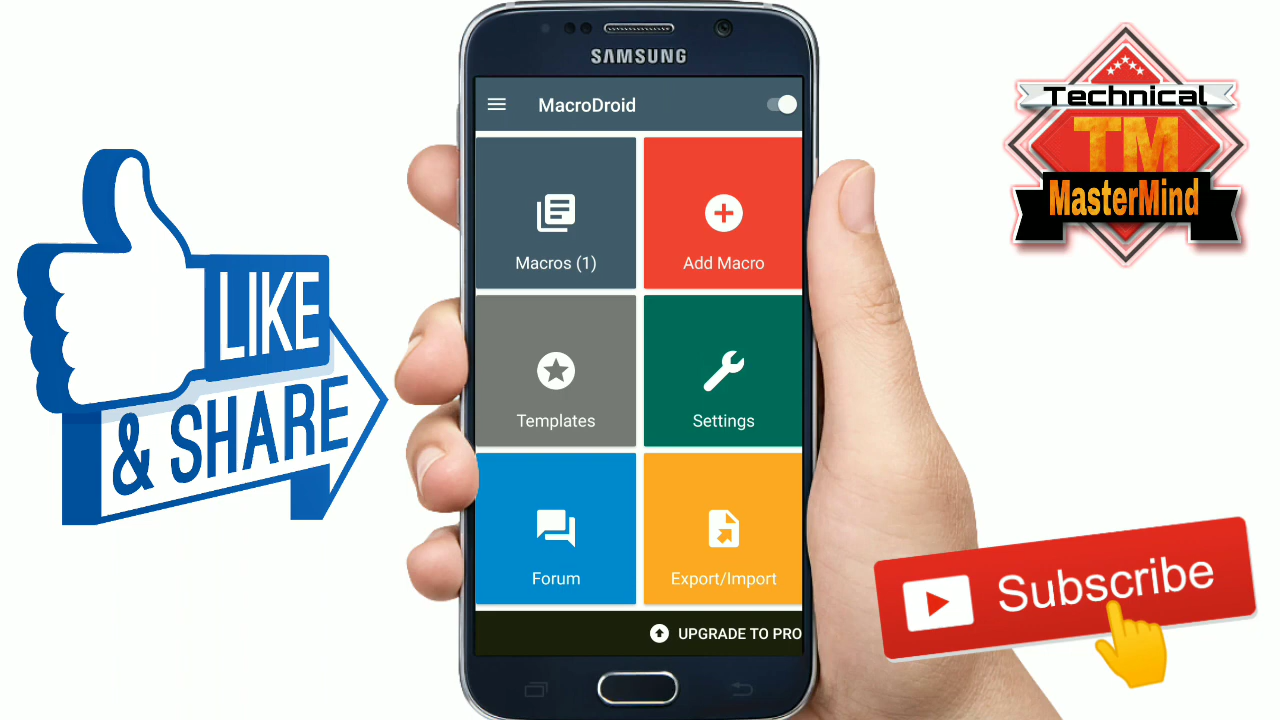 SAMSUNG
MacroDroid
Macros (1)
Add Macro
Templates
Settings
Forum
Export/Import
UPGRADE TO PRO
LIKE
& SHARE
Technical
TM
MasterMind
Subscribe